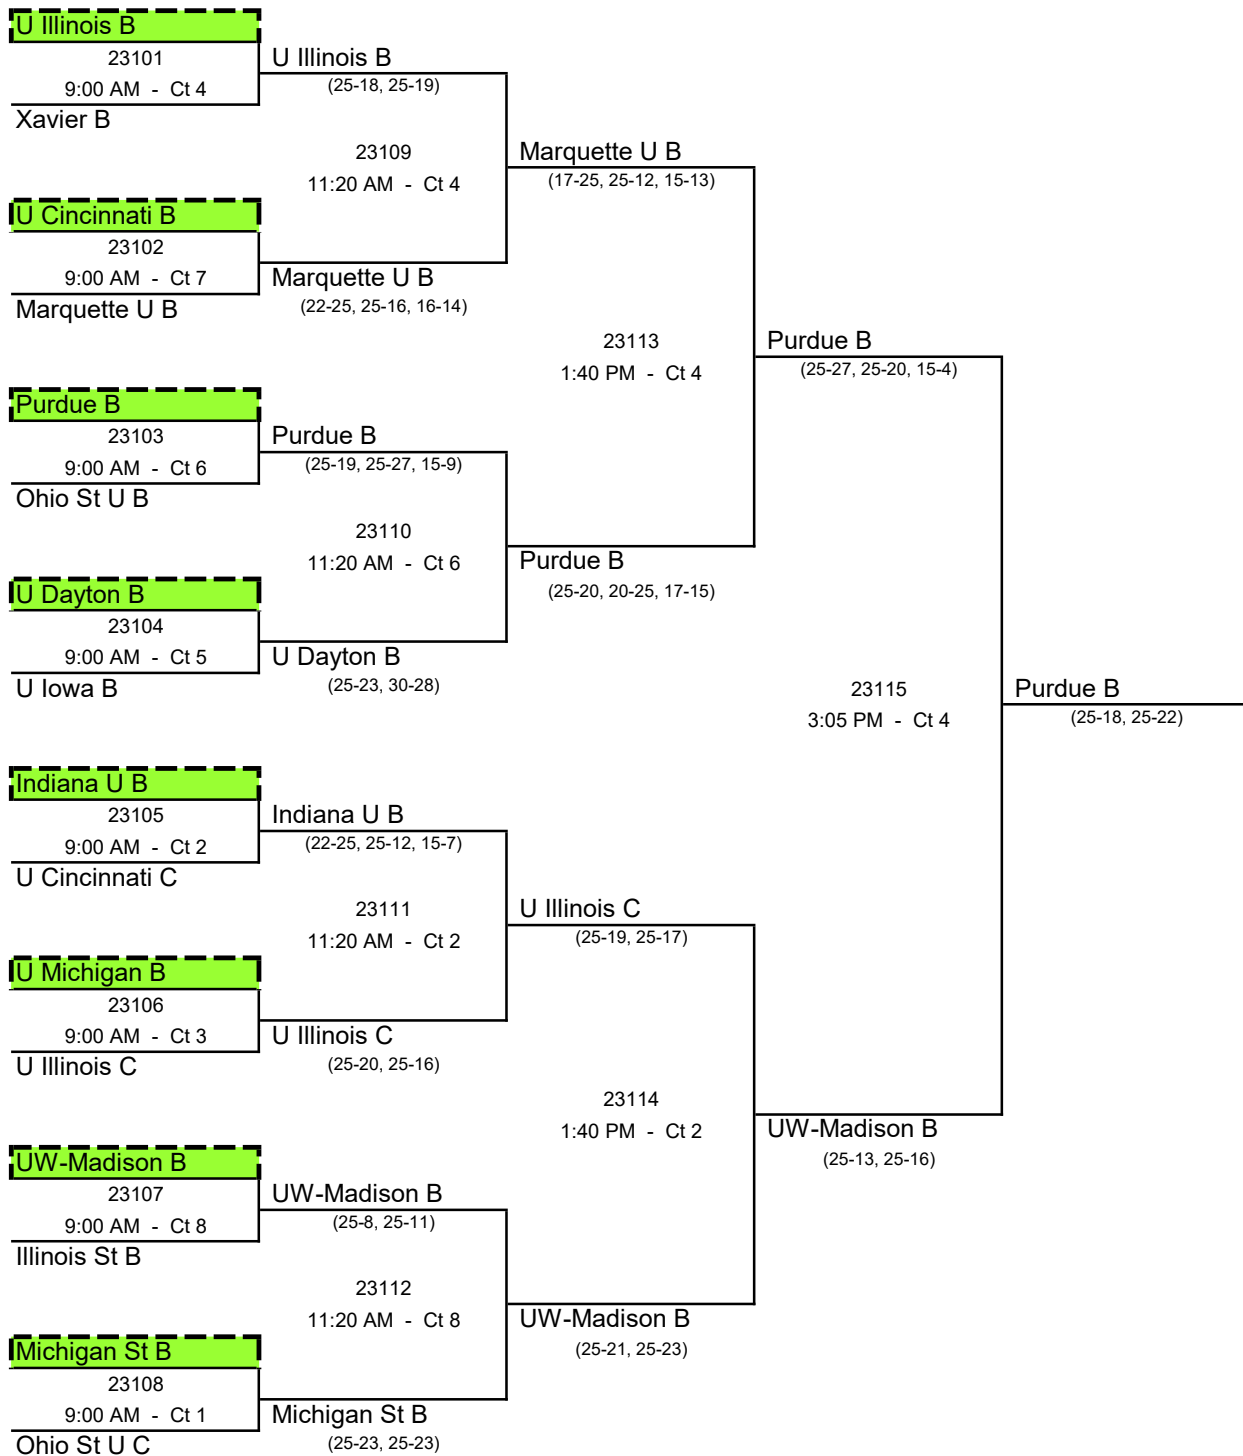 U Illinois B
23101
9:00 AM - Ct 4
Xavier B
U Illinois B
(25-18, 25-19)
23109
11:20 AM - Ct 4
U Cincinnati B
23102
9:00 AM - Ct 7
Marquette U B
Marquette U B
(22-25, 25-16, 16-14)
Marquette U B
(17-25, 25-12, 15-13)
23113
1:40 PM - Ct 4
Purdue B
23103
9:00 AM - Ct 6
Ohio St U B
Purdue B
(25-19, 25-27, 15-9)
23110
11:20 AM - Ct 6
U Dayton B
23104
9:00 AM - Ct 5
U Iowa B
U Dayton B
(25-23, 30-28)
Purdue B
(25-20, 20-25, 17-15)
Purdue B
(25-27, 25-20, 15-4)
23115
3:05 PM - Ct 4
Purdue B
(25-18, 25-22)
Indiana U B
23105
9:00 AM - Ct 2
U Cincinnati C
Indiana U B
(22-25, 25-12, 15-7)
23111
11:20 AM - Ct 2
U Michigan B
23106
9:00 AM - Ct 3
U Illinois C
U Illinois C
(25-20, 25-16)
U Illinois C
(25-19, 25-17)
23114
1:40 PM - Ct 2
UW-Madison B
(25-13, 25-16)
UW-Madison B
23107
9:00 AM - Ct 8
Illinois St B
UW-Madison B
(25-8, 25-11)
23112
11:20 AM - Ct 8
UW-Madison B
(25-21, 25-23)
Michigan St B
23108
9:00 AM - Ct 1
Ohio St U C
Michigan St B
(25-23, 25-23)